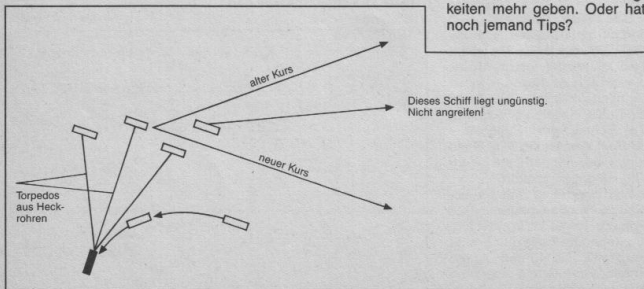 keiten mehr geben. Oder hat
noch jemand Tips?
alter Kurs
Dieses Schiff liegt ungünstig.
Nicht angreifen!
neuer Kurs
Torpedos
aus Heck-
rohren